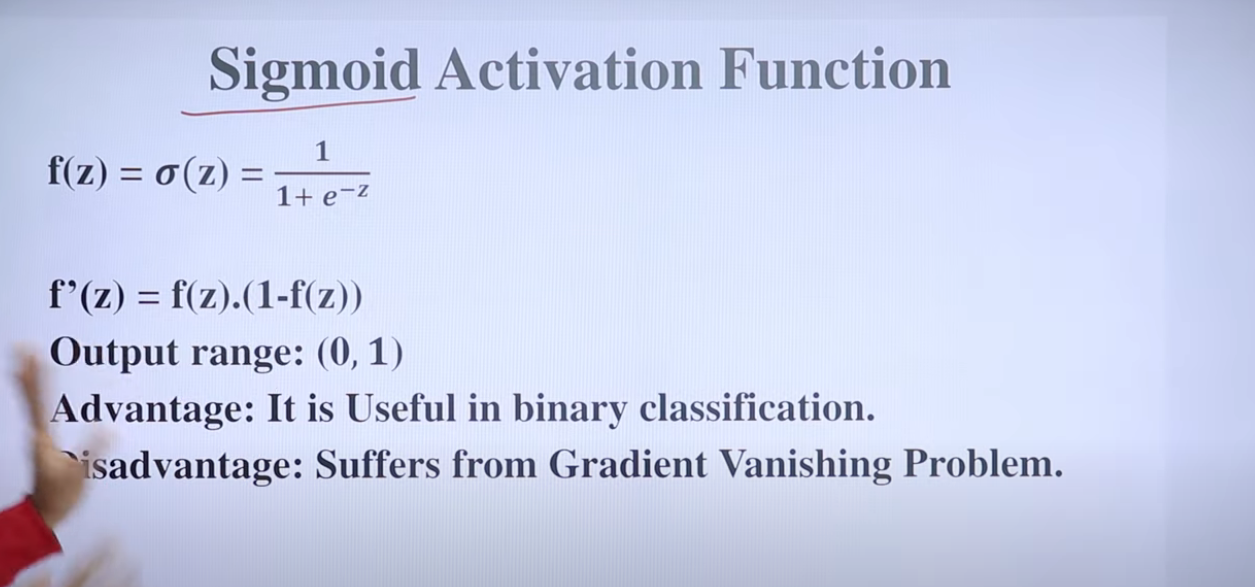 Sigmoid Activation Function
f(z) = σ(z) = 1 / (1+ e^−z)
f’(z) = f(z).(1-f(z))
Output range: (0, 1)
Advantage: It is Useful in binary classification.
Disadvantage: Suffers from Gradient Vanishing Problem.